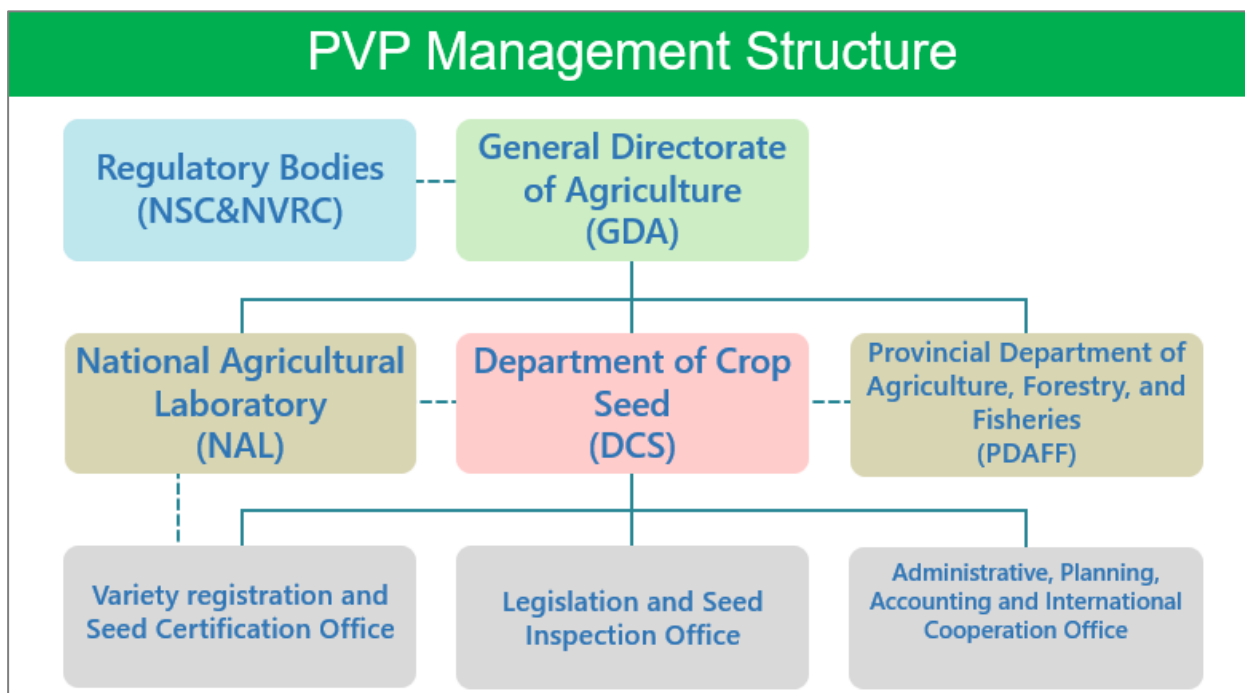 PVP Management Structure
Regulatory Bodies
(NSC&NVRC)
General Directorate
of Agriculture
(GDA)
National Agricultural
Laboratory
(NAL)
Department of Crop
Seed
(DCS)
Provincial Department of
Agriculture, Forestry, and
Fisheries
(PDAFF)
Variety registration and
Seed Certification Office
Legislation and Seed
Inspection Office
Administrative, Planning,
Accounting and International
Cooperation Office